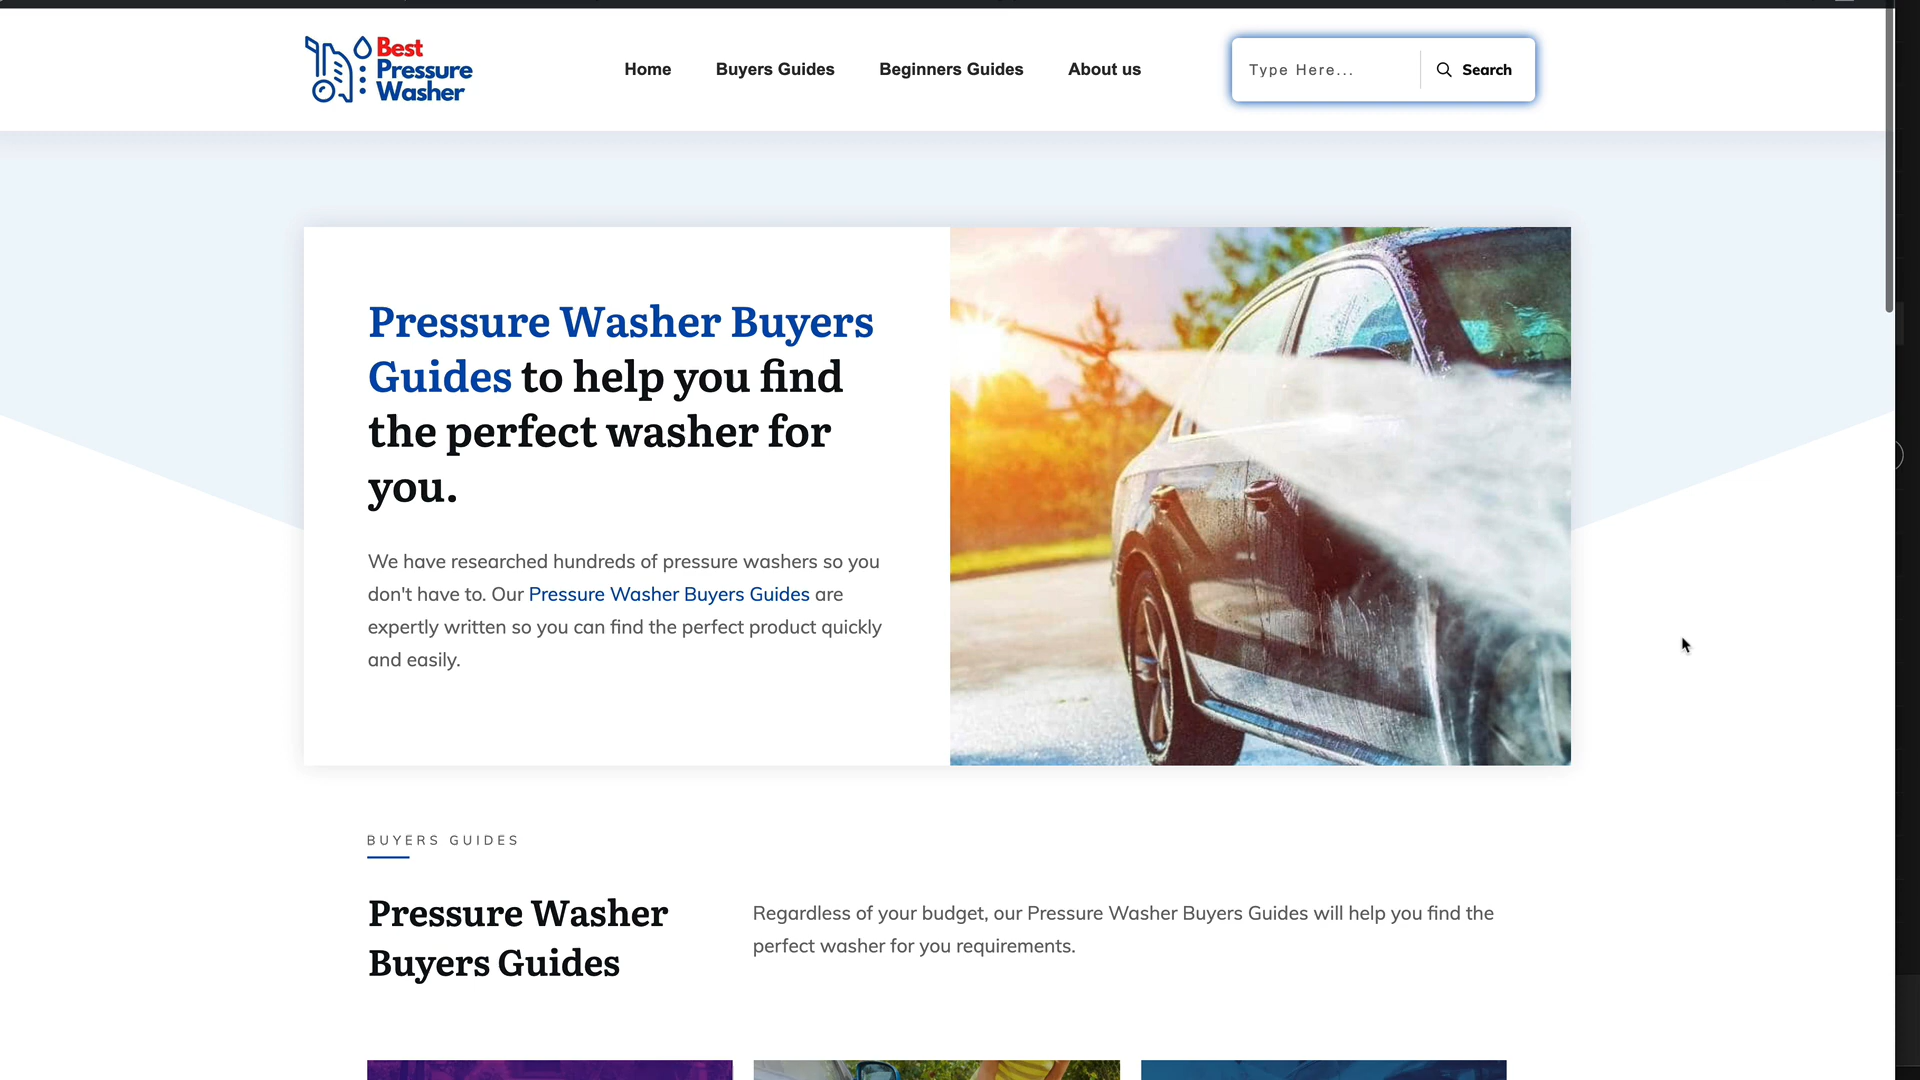 Best
Pressure
Washer
Home
Buyers Guides
Beginners Guides
About us
Type Here...
Search
Pressure Washer Buyers
Guides to help you find
the perfect washer for
you.
We have researched hundreds of pressure washers so you
don't have to. Our Pressure Washer Buyers Guides are
expertly written so you can find the perfect product quickly
and easily.
BUYERS GUIDES
Pressure Washer
Buyers Guides
Regardless of your budget, our Pressure Washer Buyers Guides will help you find the
perfect washer for you requirements.